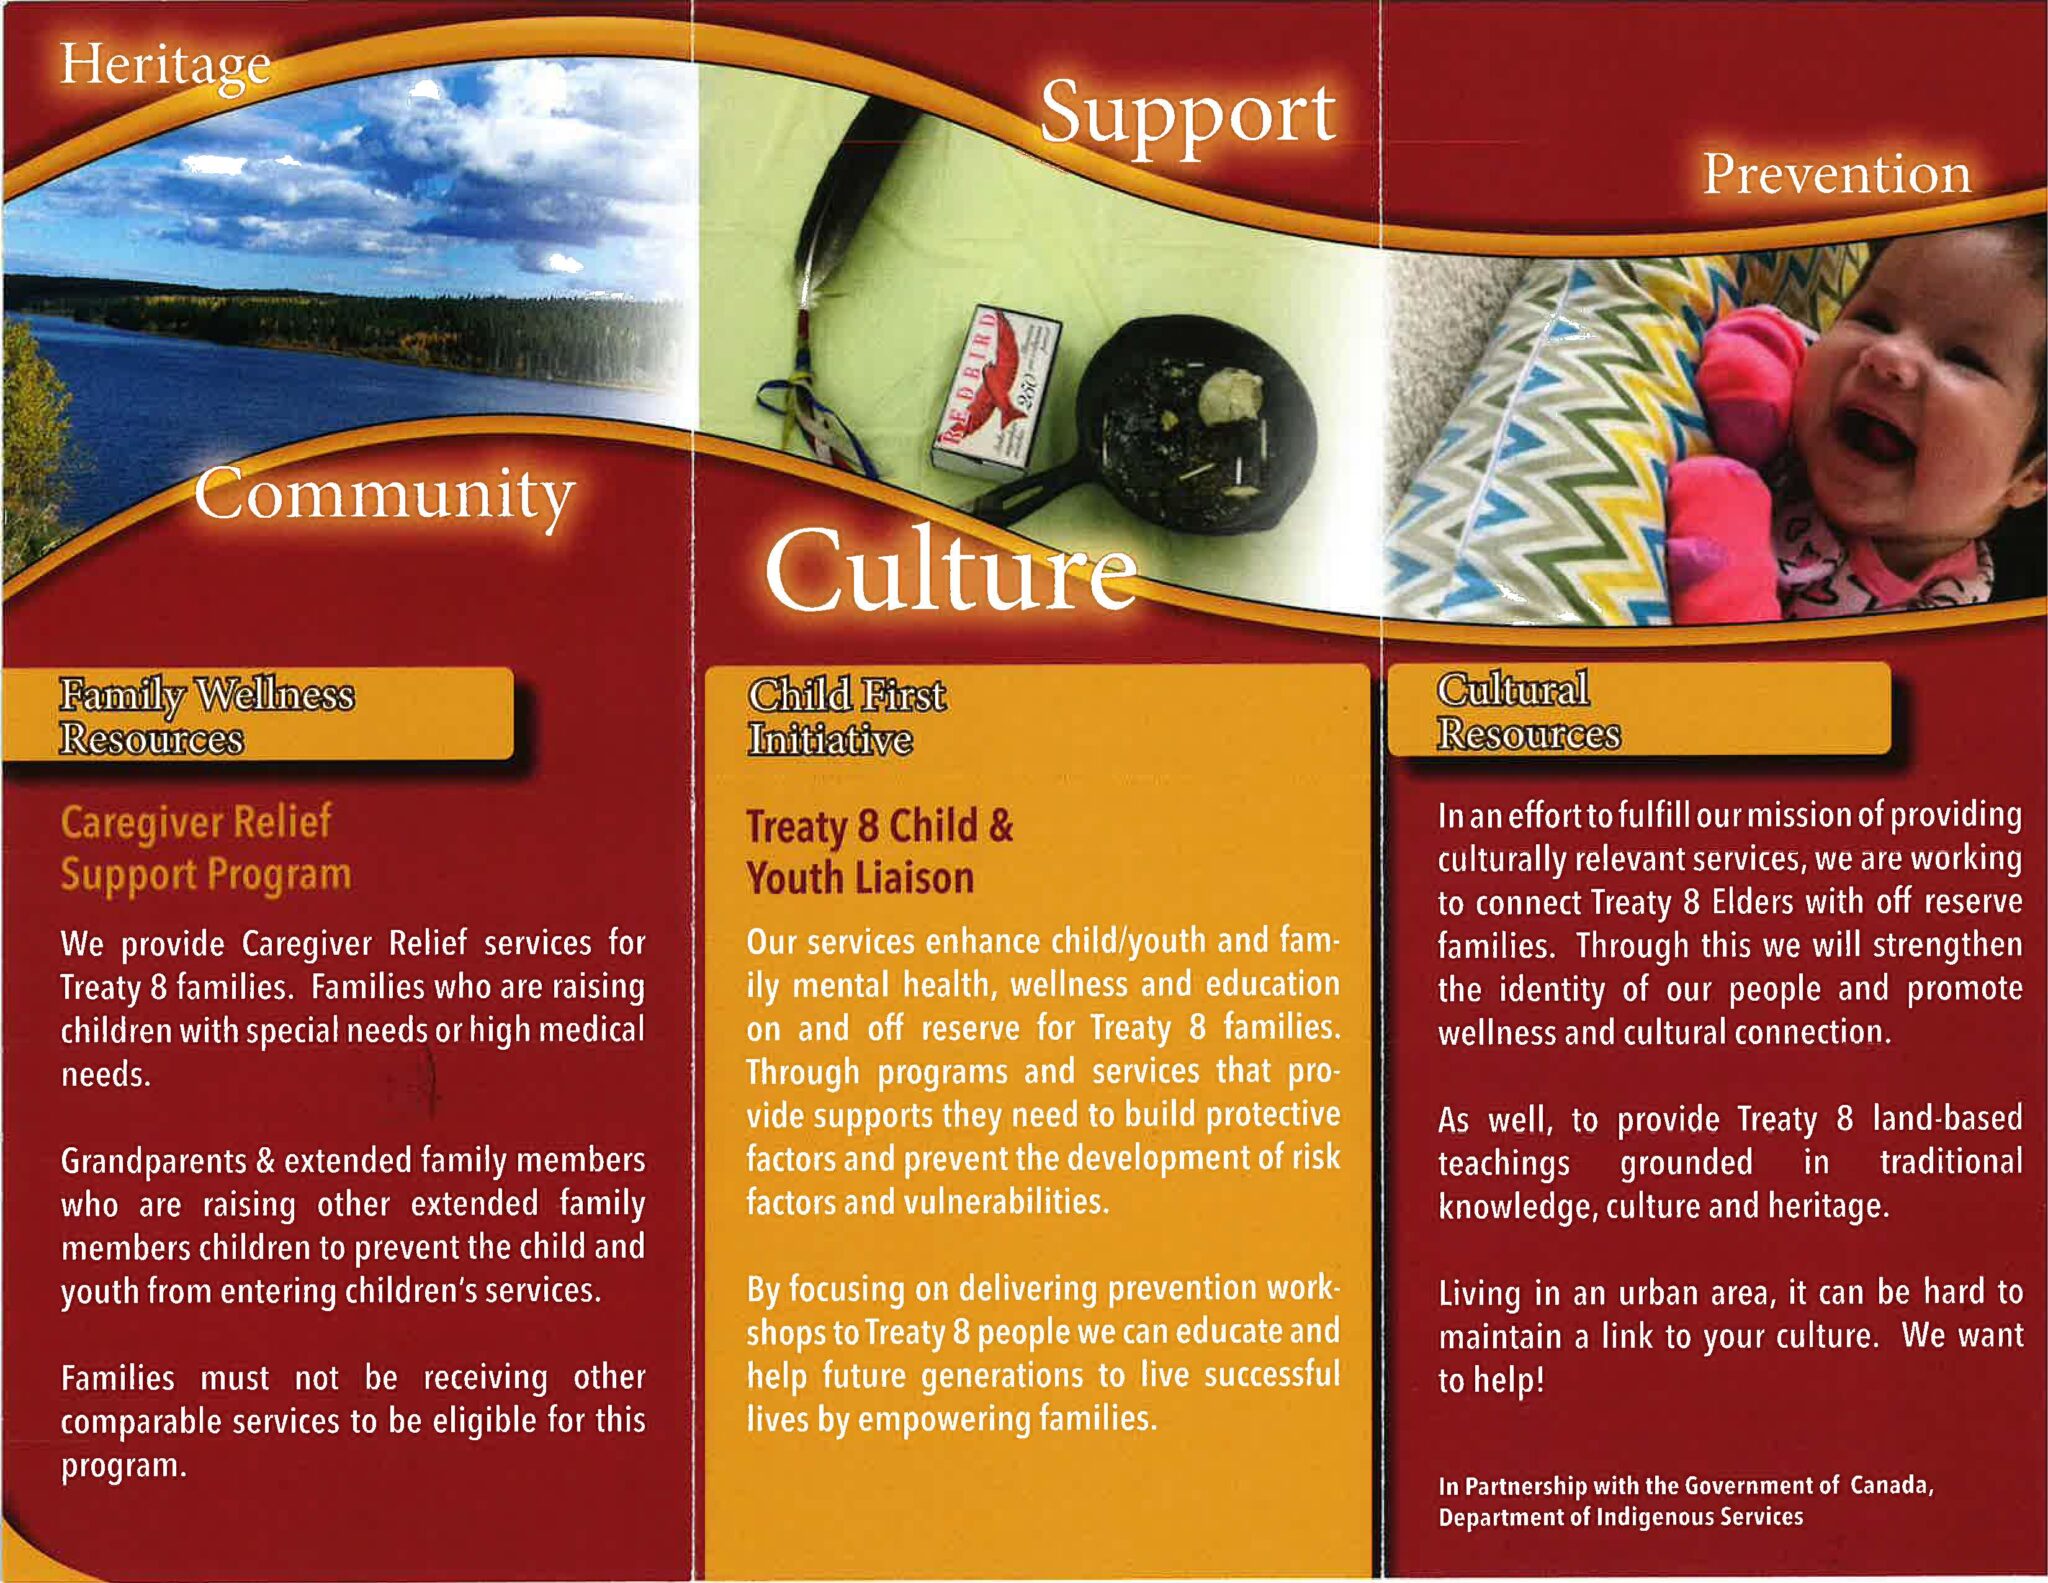 Heritage
Support
Prevention
Community
Culture
REDBIRD
250
Family Wellness
Resources
Caregiver Relief
Support Program
We provide Caregiver Relief services for
Treaty 8 families. Families who are raising
children with special needs or high medical
needs.
Grandparents & extended family members
who are raising other extended family
members children to prevent the child and
youth from entering children's services.
Families must not be receiving other
comparable services to be eligible for this
program.
Child First
Initiative
Treaty 8 Child &
Youth Liaison
Our services enhance child/youth and fam-
ily mental health, wellness and education
on and off reserve for Treaty 8 families.
Through programs and services that pro-
vide supports they need to build protective
factors and prevent the development of risk
factors and vulnerabilities.
By focusing on delivering prevention work-
shops to Treaty 8 people we can educate and
help future generations to live successful
lives by empowering families.
Cultural
Resources
In an effort to fulfill our mission of providing
culturally relevant services, we are working
to connect Treaty 8 Elders with off reserve
families. Through this we will strengthen
the identity of our people and promote
wellness and cultural connection.
As well, to provide Treaty 8 land-based
teachings grounded in traditional
knowledge, culture and heritage.
Living in an urban area, it can be hard to
maintain a link to your culture. We want
to help!
In Partnership with the Government of Canada,
Department of Indigenous Services